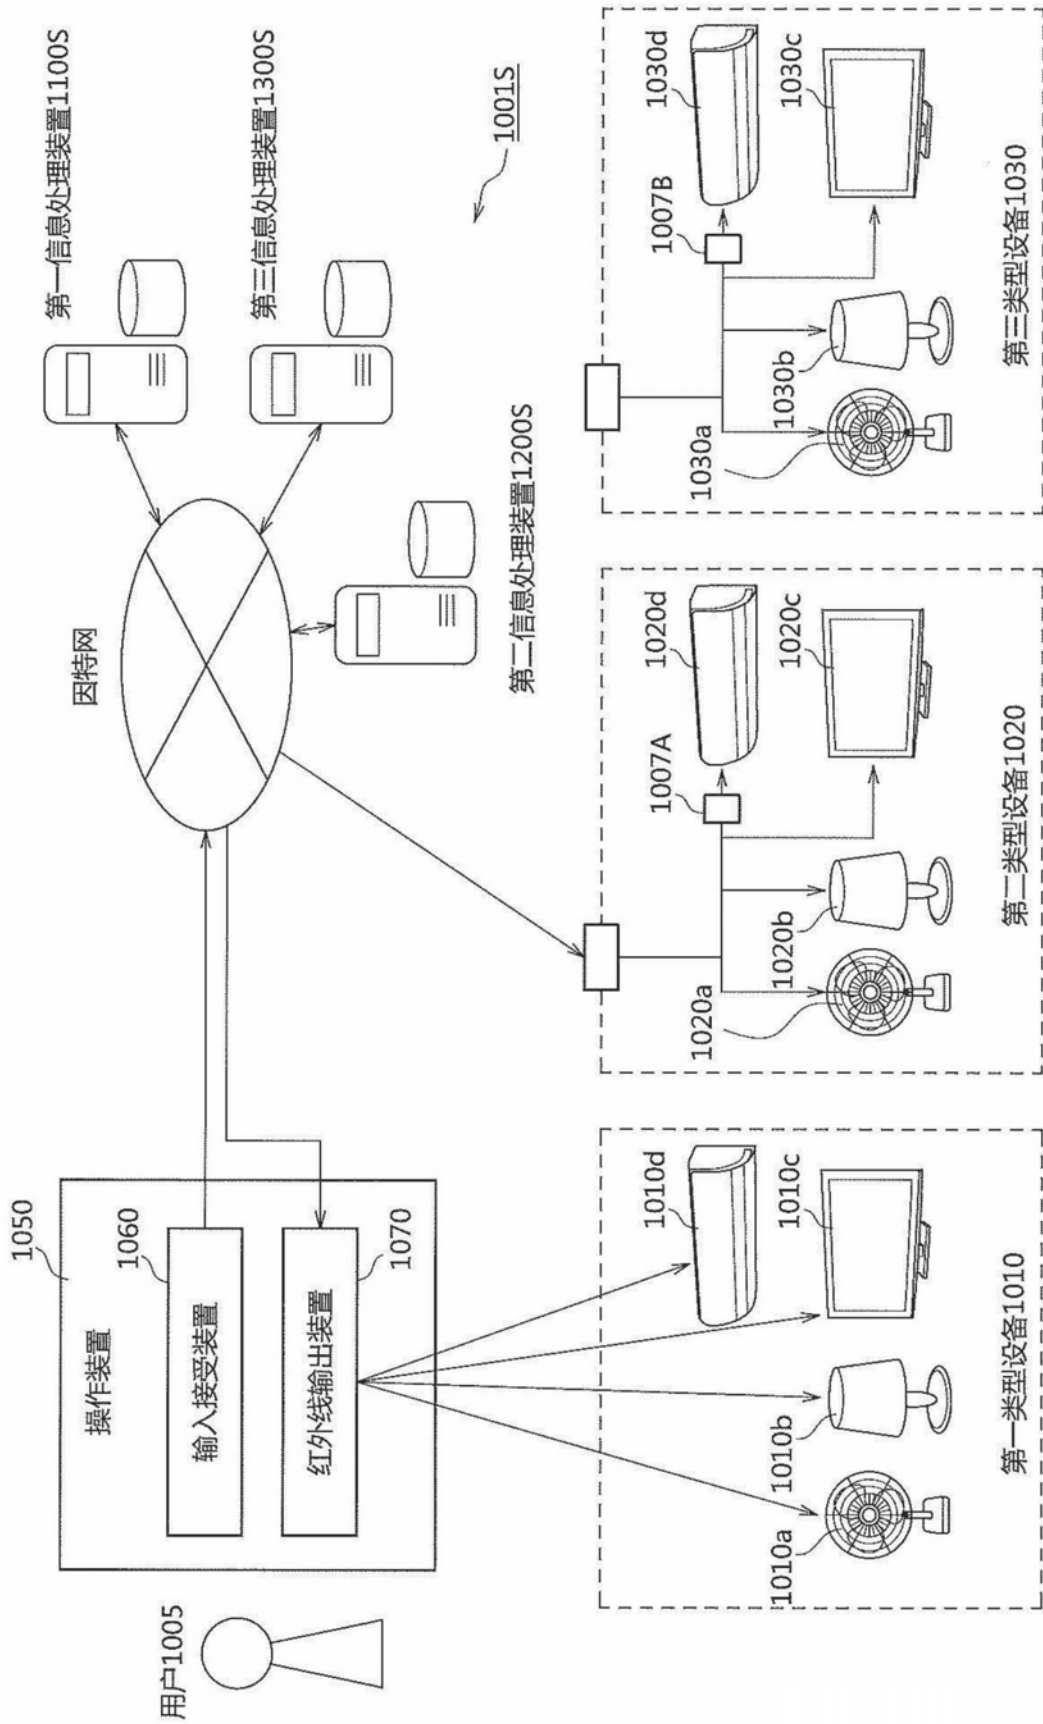 用户1005
操作装置
1050
输入接受装置
1060
红外线输出装置
1070
因特网
第一信息处理装置1100S
第三信息处理装置1300S
第二信息处理装置1200S
1001S
1010a
1010b
1010c
1010d
第一类型设备1010
1020a
1020b
1007A
1020c
1020d
第二类型设备1020
1030a
1030b
1007B
1030c
1030d
第三类型设备1030